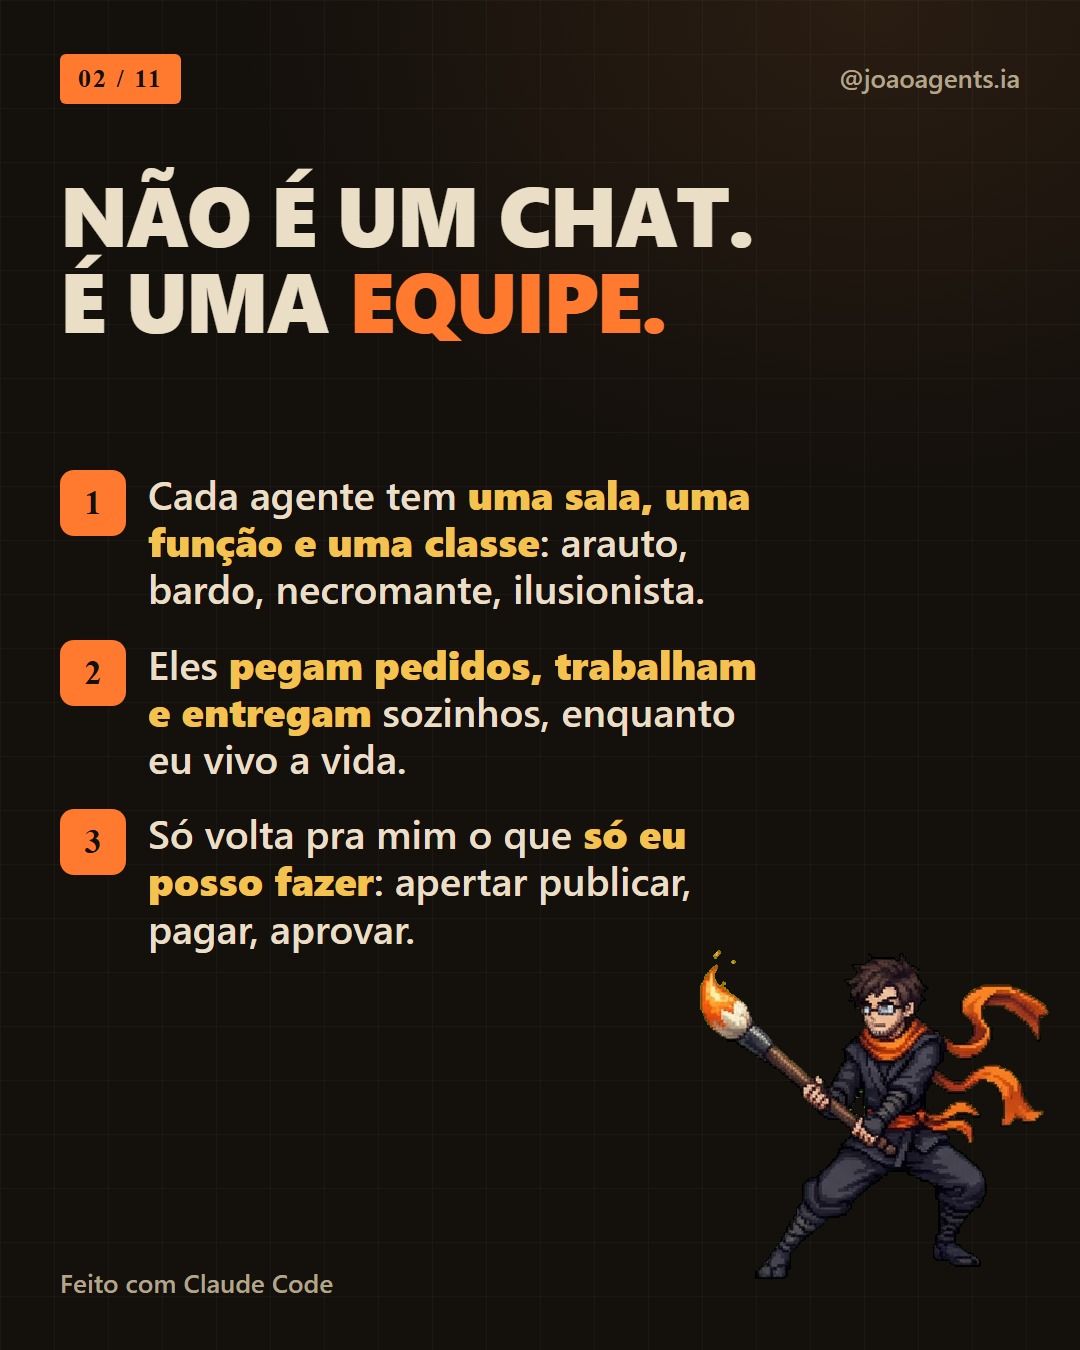 02 / 11
@joaoagents.ia
NÃO É UM CHAT.
É UMA EQUIPE.
1
Cada agente tem uma sala, uma
função e uma classe: arauto,
bardo, necromante, ilusionista.
2
Eles pegam pedidos, trabalham
e entregam sozinhos, enquanto
eu vivo a vida.
3
Só volta pra mim o que só eu
posso fazer: apertar publicar,
pagar, aprovar.
Feito com Claude Code